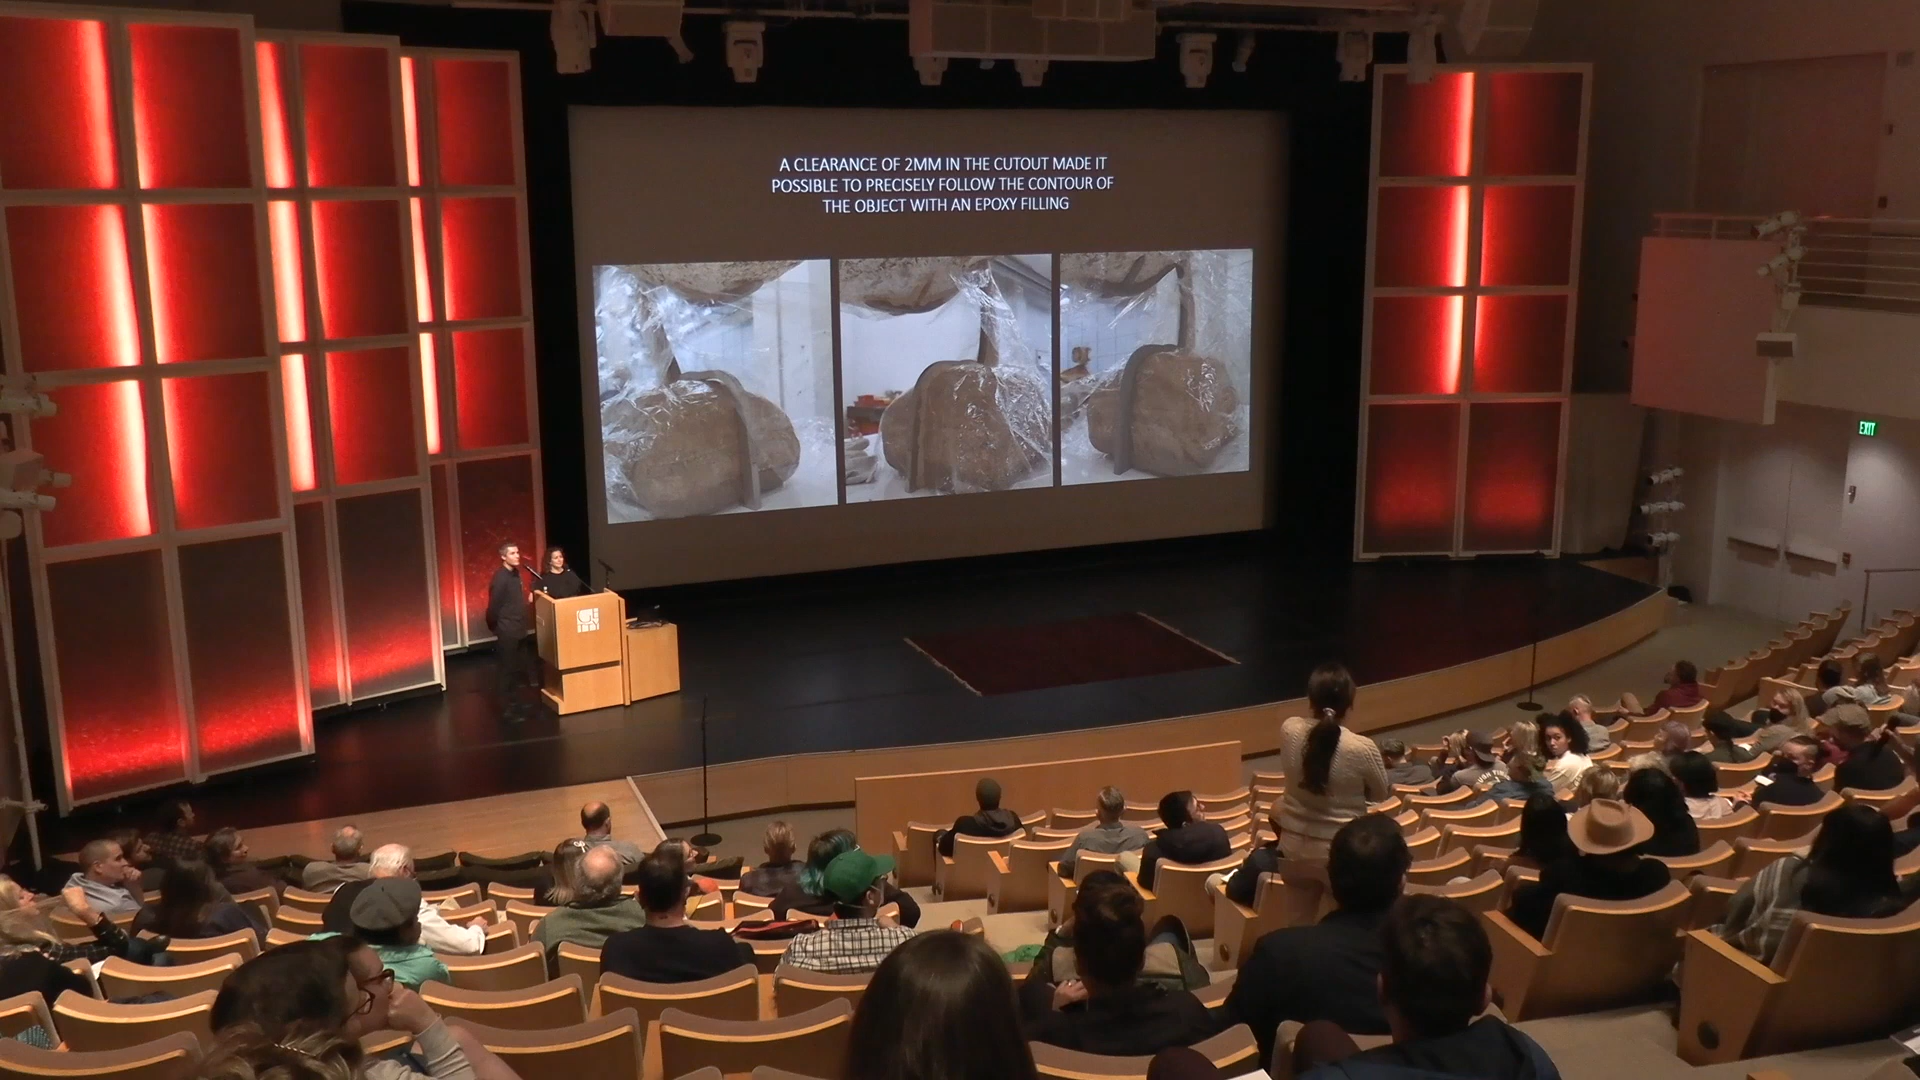 A CLEARANCE OF 2MM IN THE CUTOUT MADE IT
POSSIBLE TO PRECISELY FOLLOW THE CONTOUR OF
THE OBJECT WITH AN EPOXY FILLING
EXIT